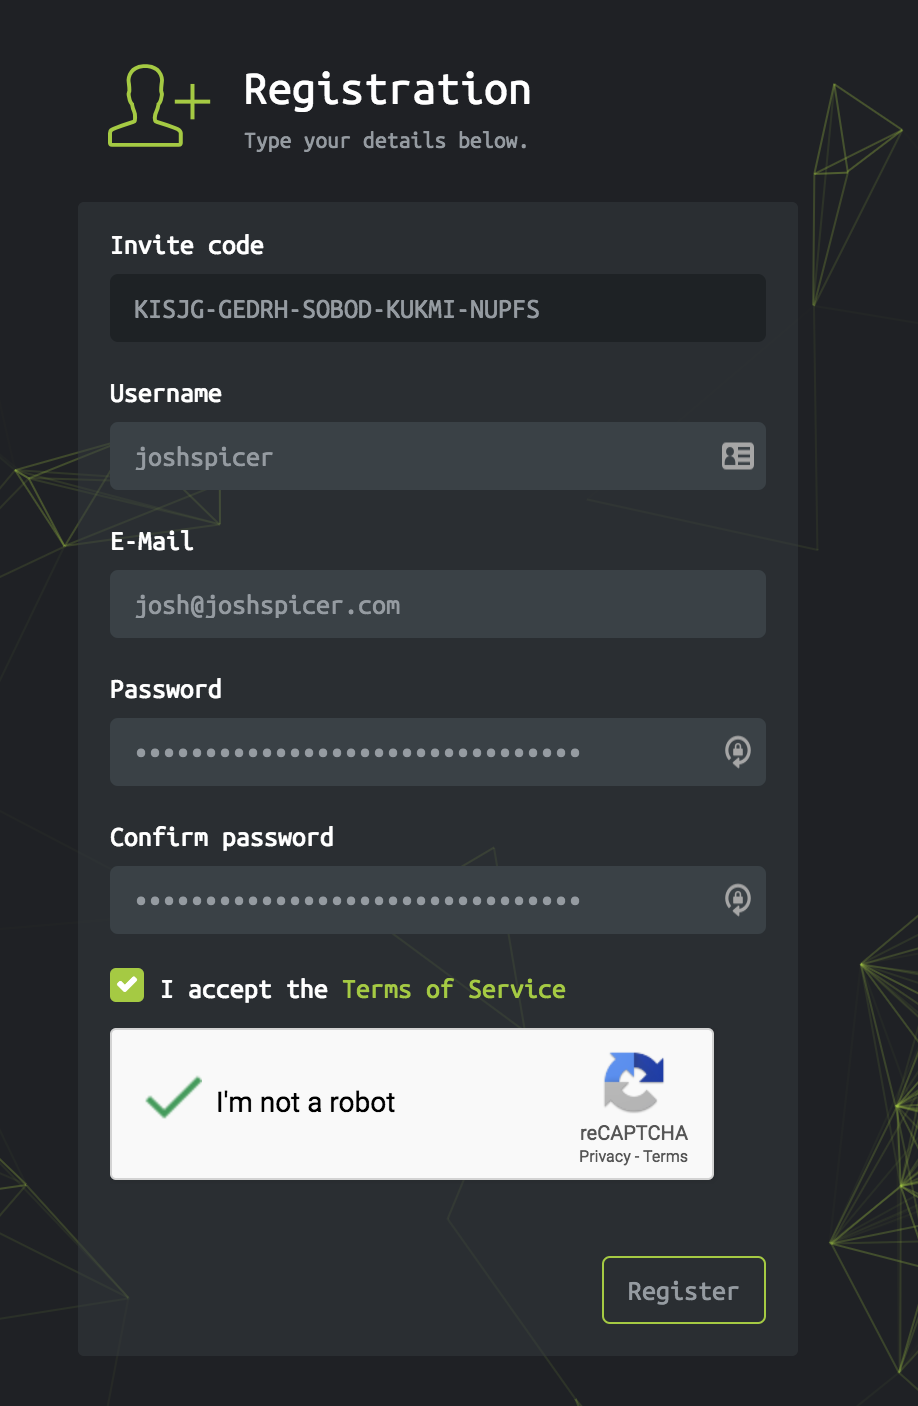 Registration
Type your details below.
Invite code
KISJG-GEDRH-SOBOD-KUKMI-NUPFS
Username
joshspicer
E-Mail
josh@joshspicer.com
Password
••••••••••••••••••••••••••••••••
Confirm password
••••••••••••••••••••••••••••••••
I accept the Terms of Service
I'm not a robot
reCAPTCHA
Privacy - Terms
Register